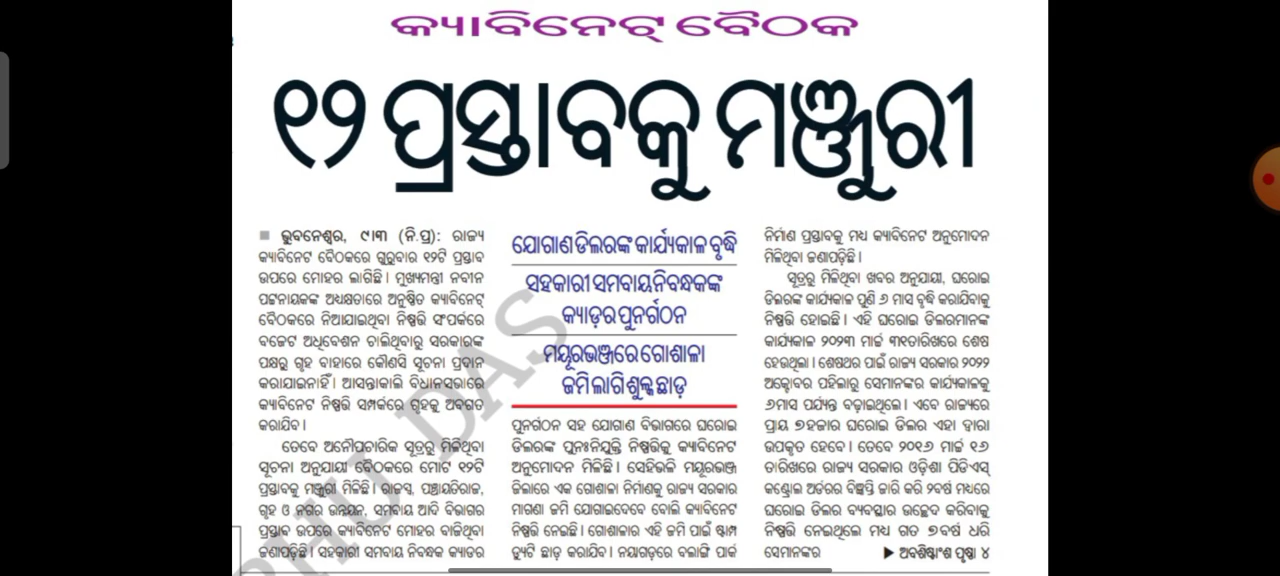 କ୍ୟାବିନେଟ୍ ବୈଠକ
୧୨ ପ୍ରସ୍ତାବକୁ ମଞ୍ଜୁରୀ
ଭୁବନେଶ୍ୱର, ୯।୩ (ନି.ପ୍ର): ରାଜ୍ୟ
କ୍ୟାବିନେଟ ବୈଠକରେ ଗୁରୁବାର ୧୨ଟି ପ୍ରସ୍ତାବ
ଉପରେ ମୋହର ଲାଗିଛି। ମୁଖ୍ୟମନ୍ତ୍ରୀ ନବୀନ
ପଟ୍ଟନାୟକଙ୍କ ଅଧ୍ୟକ୍ଷତାରେ ଅନୁଷ୍ଠିତ କ୍ୟାବିନେଟ୍
ବୈଠକରେ ନିଆଯାଇଥିବା ନିଷ୍ପତ୍ତି ସଂପର୍କରେ
ବଜେଟ ଅଧିବେଶନ ଚାଲିଥିବାରୁ ସରକାରଙ୍କ
ପକ୍ଷରୁ ଗୃହ ବାହାରେ କୌଣସି ସୂଚନା ପ୍ରଦାନ
କରାଯାଇନାହିଁ। ଆସନ୍ତାକାଲି ବିଧାନସଭାରେ
କ୍ୟାବିନେଟ ନିଷ୍ପତ୍ତି ସମ୍ପର୍କରେ ଗୃହକୁ ଅବଗତ
କରାଯିବ।
ତେବେ ଅନୌପଚାରିକ ସୂତ୍ରରୁ ମିଳିଥିବା
ସୂଚନା ଅନୁଯାୟୀ ବୈଠକରେ ମୋଟ ୧୨ଟି
ପ୍ରସ୍ତାବକୁ ମଞ୍ଜୁରୀ ମିଳିଛି। ରାଜସ୍ୱ, ପଞ୍ଚାୟତିରାଜ,
ଗୃହ ଓ ନଗର ଉନ୍ନୟନ, ସମବାୟ ଆଦି ବିଭାଗର
ପ୍ରସ୍ତାବ ଉପରେ କ୍ୟାବିନେଟ ମୋହର ବାଜିଥିବା
ଜଣାପଡ଼ିଛି। ସହକାରୀ ସମବାୟ ନିବନ୍ଧକ କ୍ୟାଡର
ଯୋଗାଣ ଡିଲରଙ୍କ କାର୍ଯ୍ୟକାଳ ବୃଦ୍ଧି
ସହକାରୀ ସମବାୟ ନିବନ୍ଧକଙ୍କ
କ୍ୟାଡ଼ର ପୁନର୍ଗଠନ
ମୟୂରଭଞ୍ଜରେ ଗୋଶାଳା
ଜମି ଲାଗି ଶୁଳ୍କ ଛାଡ଼
ପୁନର୍ଗଠନ ସହ ଯୋଗାଣ ବିଭାଗରେ ଘରୋଇ
ଡିଲରଙ୍କ ପୁନଃନିଯୁକ୍ତି ନିଷ୍ପତ୍ତିକୁ କ୍ୟାବିନେଟ
ଅନୁମୋଦନ ମିଳିଛି। ସେହିଭଳି ମୟୂରଭଞ୍ଜ
ଜିଲାରେ ଏକ ଗୋଶାଳା ନିର୍ମାଣକୁ ରାଜ୍ୟ ସରକାର
ମାଗଣା ଜମି ଯୋଗାଇଦେବେ ବୋଲି କ୍ୟାବିନେଟ
ନିଷ୍ପତ୍ତି ନେଇଛି। ଗୋଶାଳାର ଏହି ଜମି ପାଇଁ ଷ୍ଟାମ୍ପ
ଡ୍ୟୁଟି ଛାଡ଼ କରାଯିବ। ନୟାଗଡ଼ରେ ବଲାଙ୍ଗି ପାର୍କ
ନିର୍ମାଣ ପ୍ରସ୍ତାବକୁ ମଧ୍ୟ କ୍ୟାବିନେଟ ଅନୁମୋଦନ
ମିଳିଥିବା ଜଣାପଡ଼ିଛି।
ସୂତ୍ରରୁ ମିଳିଥିବା ଖବର ଅନୁଯାୟୀ, ଘରୋଇ
ଡିଲରଙ୍କ କାର୍ଯ୍ୟକାଳ ପୁଣି ୬ ମାସ ବୃଦ୍ଧି କରାଯିବାକୁ
ନିଷ୍ପତ୍ତି ହୋଇଛି। ଏହି ଘରୋଇ ଡିଲରମାନଙ୍କ
କାର୍ଯ୍ୟକାଳ ୨୦୨୩ ମାର୍ଚ୍ଚ ୩୧ତାରିଖରେ ଶେଷ
ହେଉଥିଲା। ଶେଷଥର ପାଇଁ ରାଜ୍ୟ ସରକାର ୨୦୨୨
ଅକ୍ଟୋବର ପହିଲାରୁ ସେମାନଙ୍କର କାର୍ଯ୍ୟକାଳକୁ
୬ମାସ ପର୍ଯ୍ୟନ୍ତ ବଢ଼ାଇଥିଲେ। ଏବେ ରାଜ୍ୟରେ
ପ୍ରାୟ ୭ହଜାର ଘରୋଇ ଡିଲର ଏହା ଦ୍ୱାରା
ଉପକୃତ ହେବେ। ତେବେ ୨୦୧୬ ମାର୍ଚ୍ଚ ୧୬
ତାରିଖରେ ରାଜ୍ୟ ସରକାର ଓଡ଼ିଶା ପିଡିଏସ୍
କଣ୍ଟ୍ରୋଲ ଅର୍ଡରର ବିଜ୍ଞପ୍ତି ଜାରି କରି ୨ବର୍ଷ ମଧ୍ୟରେ
ଘରୋଇ ଡିଲର ବ୍ୟବସ୍ଥାର ଉଚ୍ଛେଦ କରିବାକୁ
ନିଷ୍ପତ୍ତି ନେଇଥିଲେ ମଧ୍ୟ ଗତ ୭ବର୍ଷ ଧରି
ସେମାନଙ୍କର ▶ ଅବଶିଷ୍ଟାଂଶ ପୃଷ୍ଠା ୪
HU DAS